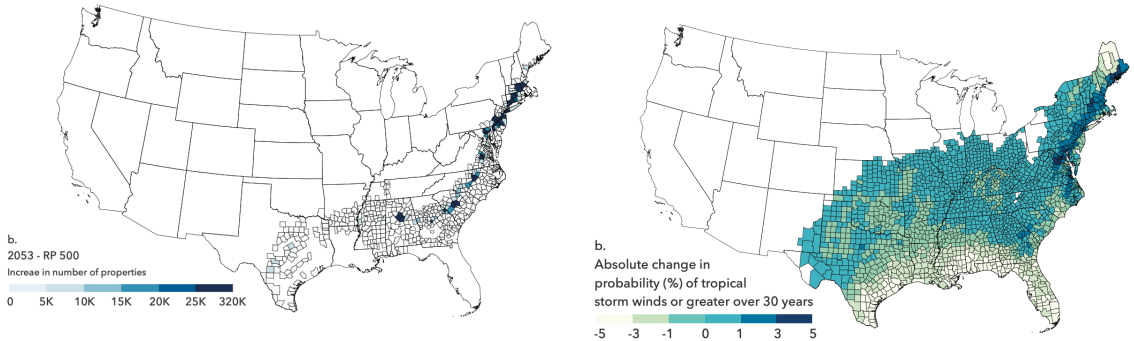 b.
2053 - RP 500
Increae in number of properties
0 5K 10K 15K 20K 25K 320K
b.
Absolute change in
probability (%) of tropical
storm winds or greater over 30 years
-5 -3 -1 0 1 3 5